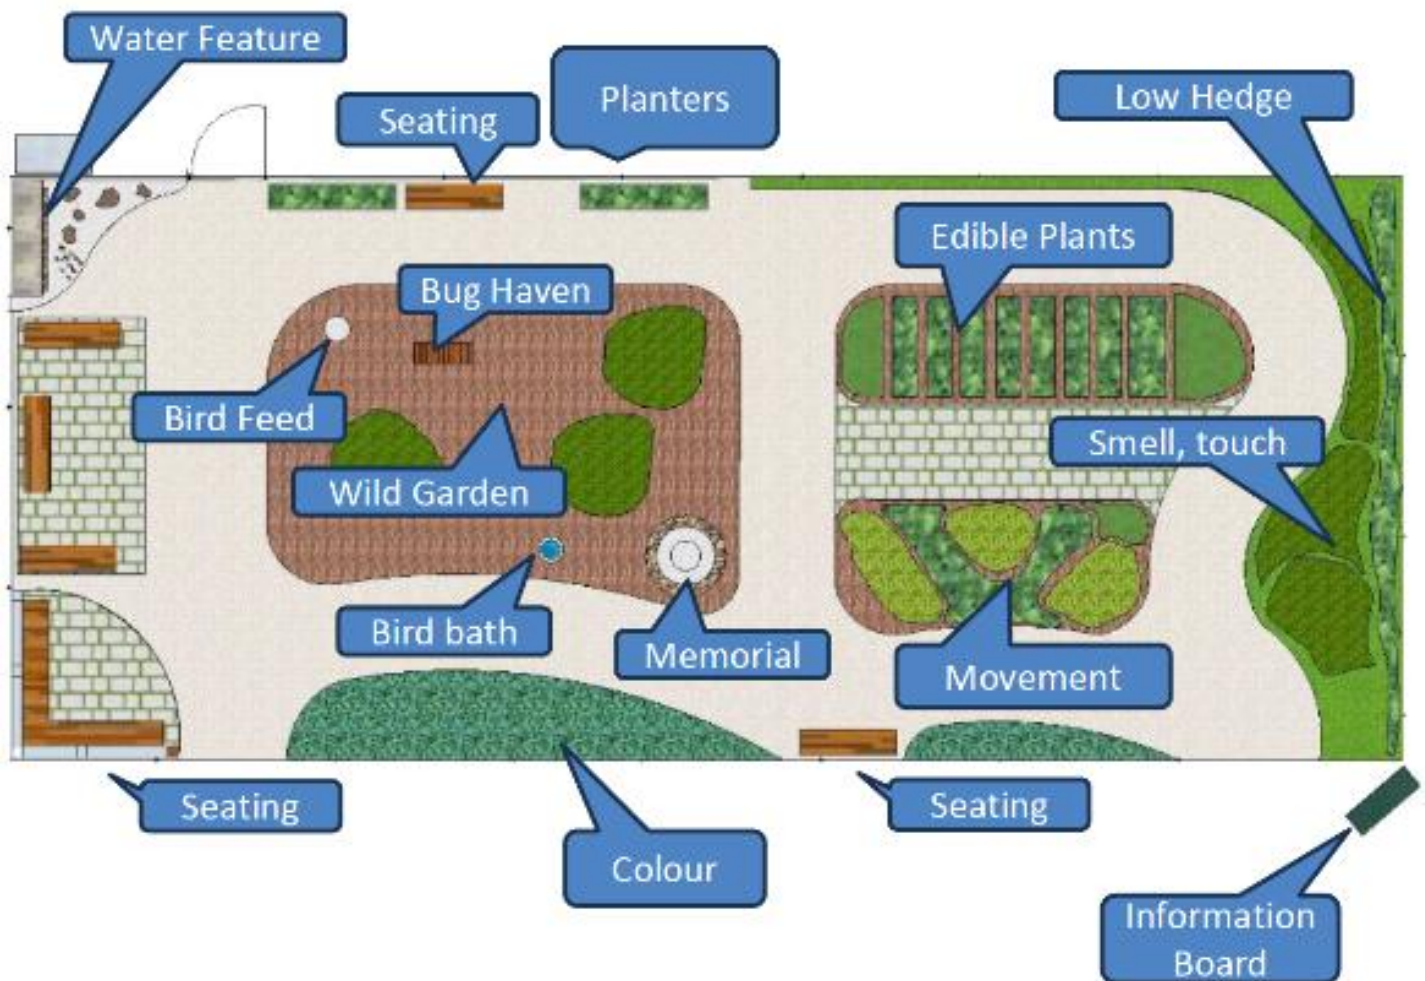 Water Feature
Seating
Planters
Low Hedge
Edible Plants
Bug Haven
Bird Feed
Smell, touch
Wild Garden
Bird bath
Memorial
Movement
Seating
Seating
Colour
Information
Board